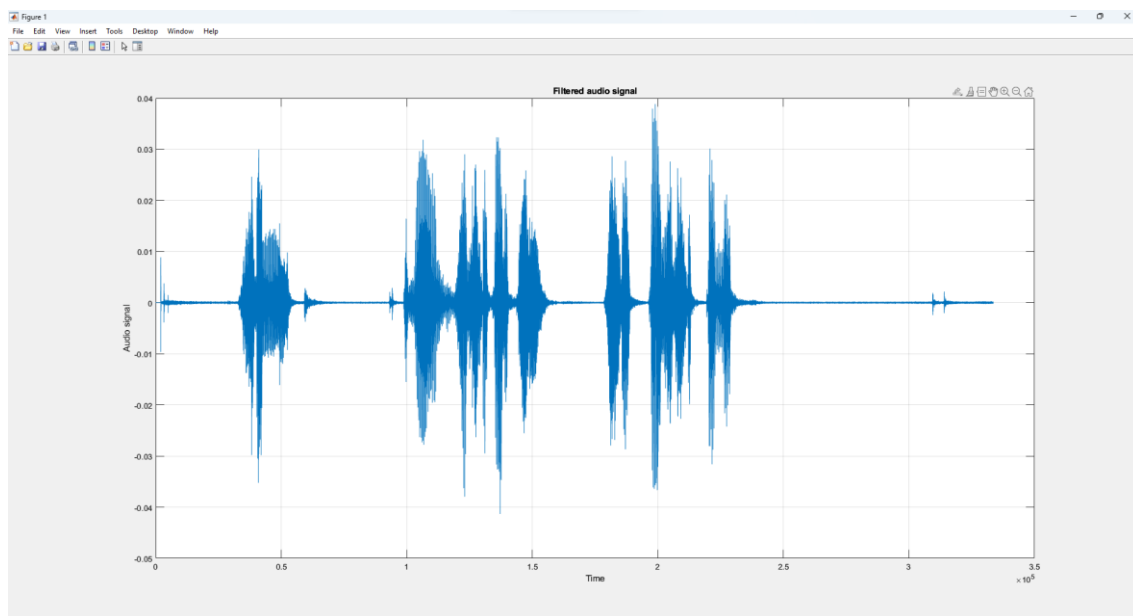 Figure 1
File Edit View Insert Tools Desktop Window Help
Filtered audio signal
0.04
0.03
0.02
0.01
0
-0.01
-0.02
-0.03
-0.04
-0.05
Audio signal
0 0.5 1 1.5 2 2.5 3 3.5
Time
× 10⁵